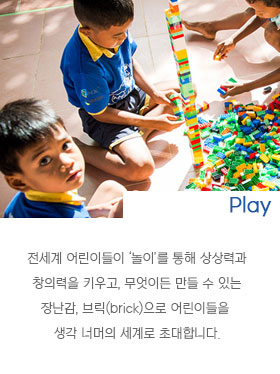 Play
전세계 어린이들이 ‘놀이’를 통해 상상력과
창의력을 키우고, 무엇이든 만들 수 있는
장난감, 브릭(brick)으로 어린이들을
생각 너머의 세계로 초대합니다.